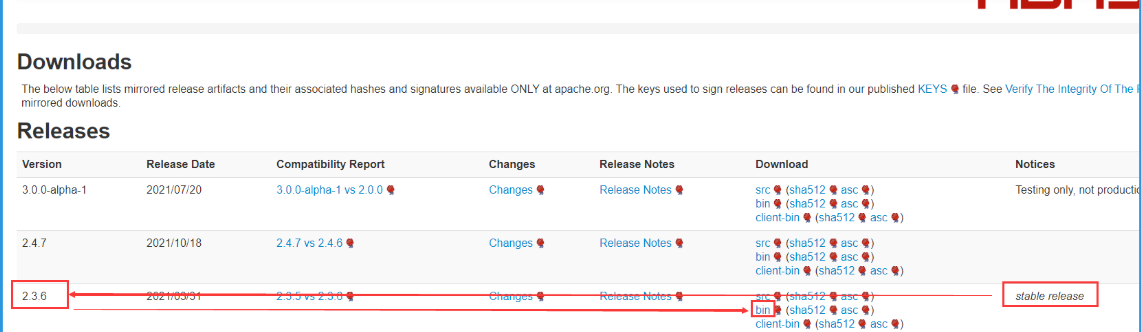 Downloads
The below table lists mirrored release artifacts and their associated hashes and signatures available ONLY at apache.org. The keys used to sign releases can be found in our published KEYS file. See Verify The Integrity Of The
mirrored downloads.
Releases
Version Release Date Compatibility Report Changes Release Notes Download Notices
3.0.0-alpha-1 2021/07/20 3.0.0-alpha-1 vs 2.0.0 Changes Release Notes src (sha512 asc) Testing only, not productio
bin (sha512 asc)
client-bin (sha512 asc)
2.4.7 2021/10/18 2.4.7 vs 2.4.6 Changes Release Notes src (sha512 asc)
bin (sha512 asc)
client-bin (sha512 asc)
2.3.6 2.3.5 vs 2.3.6 Changes Release Notes src (sha512 asc) stable release
bin (sha512 asc)
client-bin (sha512 asc)